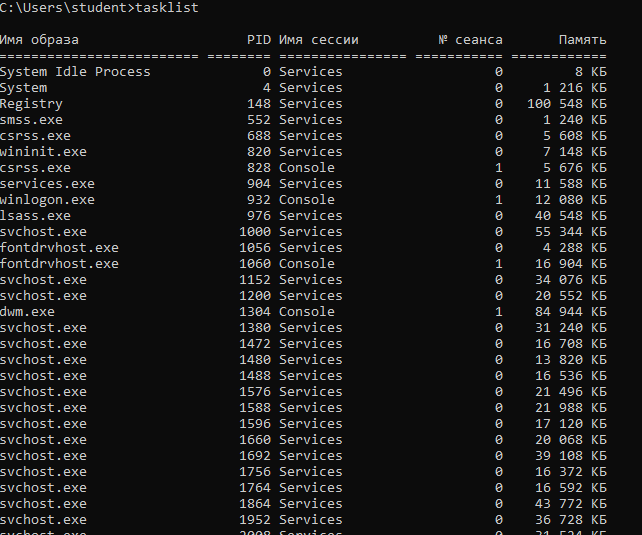 C:\Users\student>tasklist
Имя образа PID Имя сессии № сеанса Память
========================= ======== ================ =========== ============
System Idle Process 0 Services 0 8 КБ
System 4 Services 0 1 216 КБ
Registry 148 Services 0 100 548 КБ
smss.exe 552 Services 0 1 240 КБ
csrss.exe 688 Services 0 5 608 КБ
wininit.exe 820 Services 0 7 148 КБ
csrss.exe 828 Console 1 5 676 КБ
services.exe 904 Services 0 11 588 КБ
winlogon.exe 932 Console 1 12 080 КБ
lsass.exe 976 Services 0 40 548 КБ
svchost.exe 1000 Services 0 55 344 КБ
fontdrvhost.exe 1056 Services 0 4 288 КБ
fontdrvhost.exe 1060 Console 1 16 904 КБ
svchost.exe 1152 Services 0 34 076 КБ
svchost.exe 1200 Services 0 20 552 КБ
dwm.exe 1304 Console 1 84 944 КБ
svchost.exe 1380 Services 0 31 240 КБ
svchost.exe 1472 Services 0 16 708 КБ
svchost.exe 1480 Services 0 13 820 КБ
svchost.exe 1488 Services 0 16 536 КБ
svchost.exe 1576 Services 0 21 496 КБ
svchost.exe 1588 Services 0 21 988 КБ
svchost.exe 1596 Services 0 17 120 КБ
svchost.exe 1660 Services 0 20 068 КБ
svchost.exe 1692 Services 0 39 108 КБ
svchost.exe 1756 Services 0 16 372 КБ
svchost.exe 1764 Services 0 16 592 КБ
svchost.exe 1864 Services 0 43 772 КБ
svchost.exe 1952 Services 0 36 728 КБ
svchost.exe 2008 Services 0 31 524 КБ